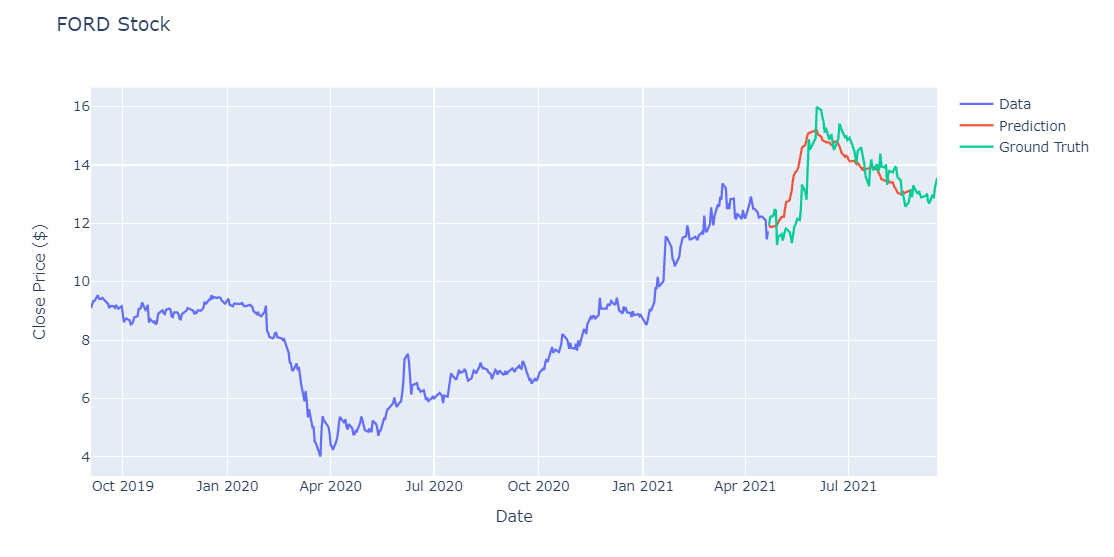 FORD Stock
16
14
12
10
8
6
4
Close Price ($)
Oct 2019 Jan 2020 Apr 2020 Jul 2020 Oct 2020 Jan 2021 Apr 2021 Jul 2021
Date
Data
Prediction
Ground Truth